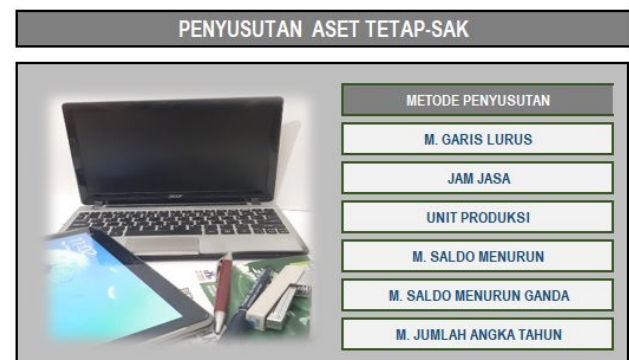 PENYUSUTAN ASET TETAP-SAK
METODE PENYUSUTAN
M. GARIS LURUS
JAM JASA
UNIT PRODUKSI
M. SALDO MENURUN
M. SALDO MENURUN GANDA
M. JUMLAH ANGKA TAHUN
acer